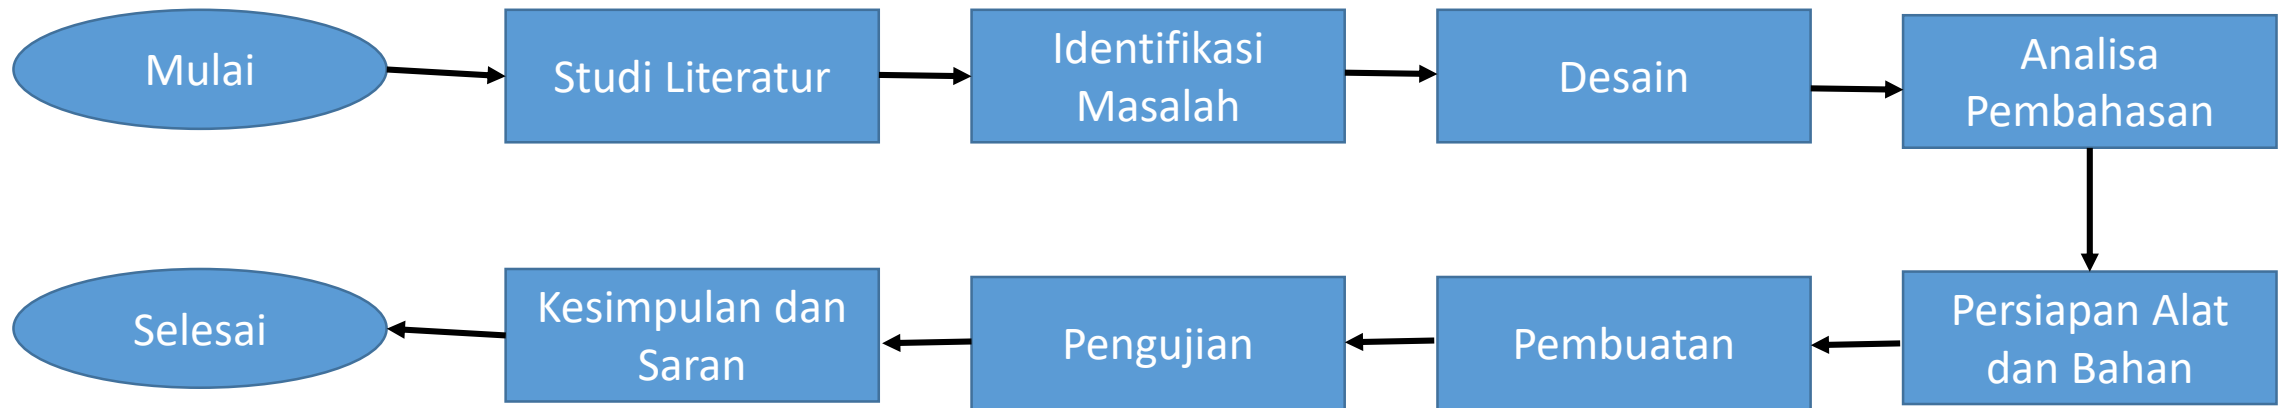 Mulai
Studi Literatur
Identifikasi
Masalah
Desain
Analisa
Pembahasan
Persiapan Alat
dan Bahan
Pembuatan
Pengujian
Kesimpulan dan
Saran
Selesai